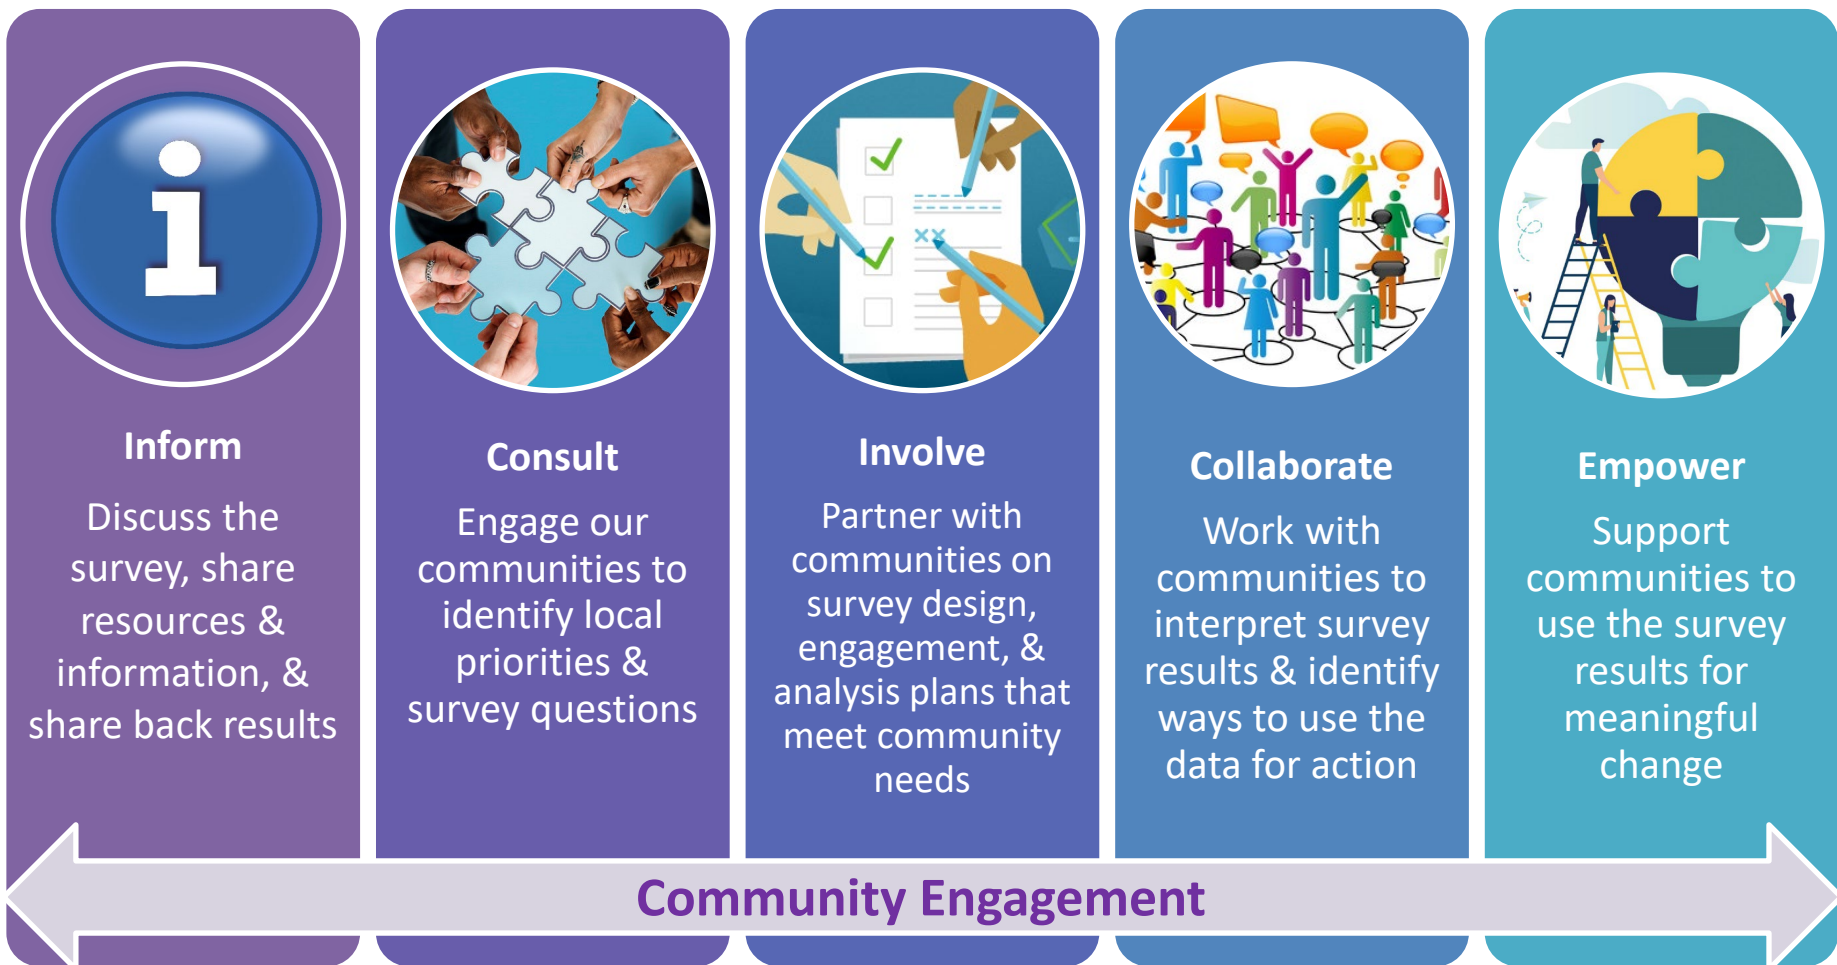 Inform
Discuss the
survey, share
resources &
information, &
share back results
Consult
Engage our
communities to
identify local
priorities &
survey questions
Involve
Partner with
communities on
survey design,
engagement, &
analysis plans that
meet community
needs
Collaborate
Work with
communities to
interpret survey
results & identify
ways to use the
data for action
Empower
Support
communities to
use the survey
results for
meaningful
change
Community Engagement